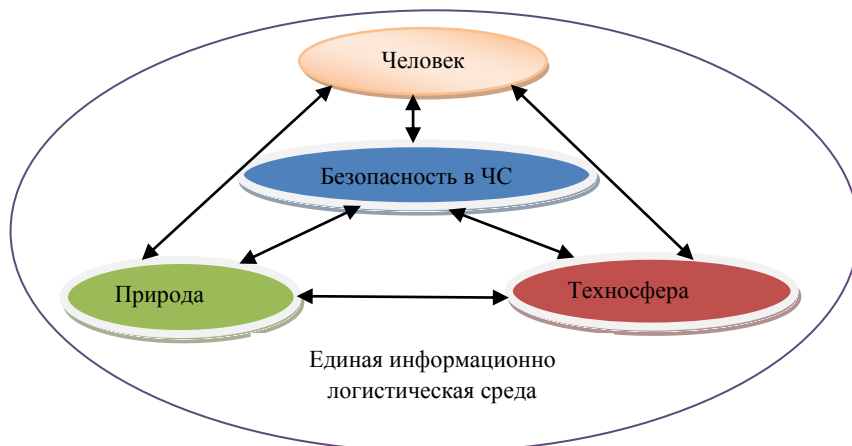 Человек
Безопасность в ЧС
Природа
Техносфера
Единая информационно
логистическая среда